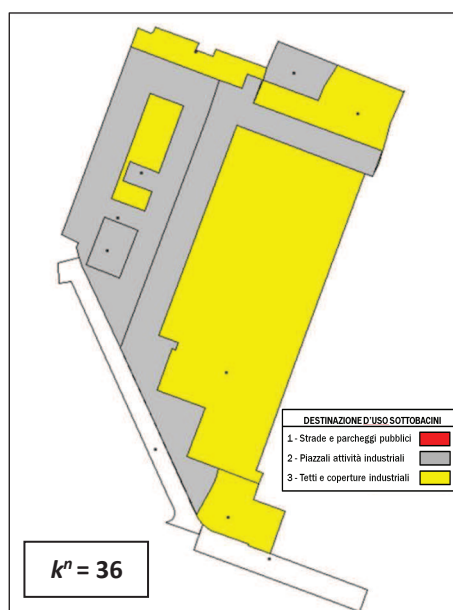 DESTINAZIONE D'USO SOTTOBACINI
1 - Strade e parcheggi pubblici
2 - Piazzali attività industriali
3 - Tetti e coperture industriali
kⁿ = 36